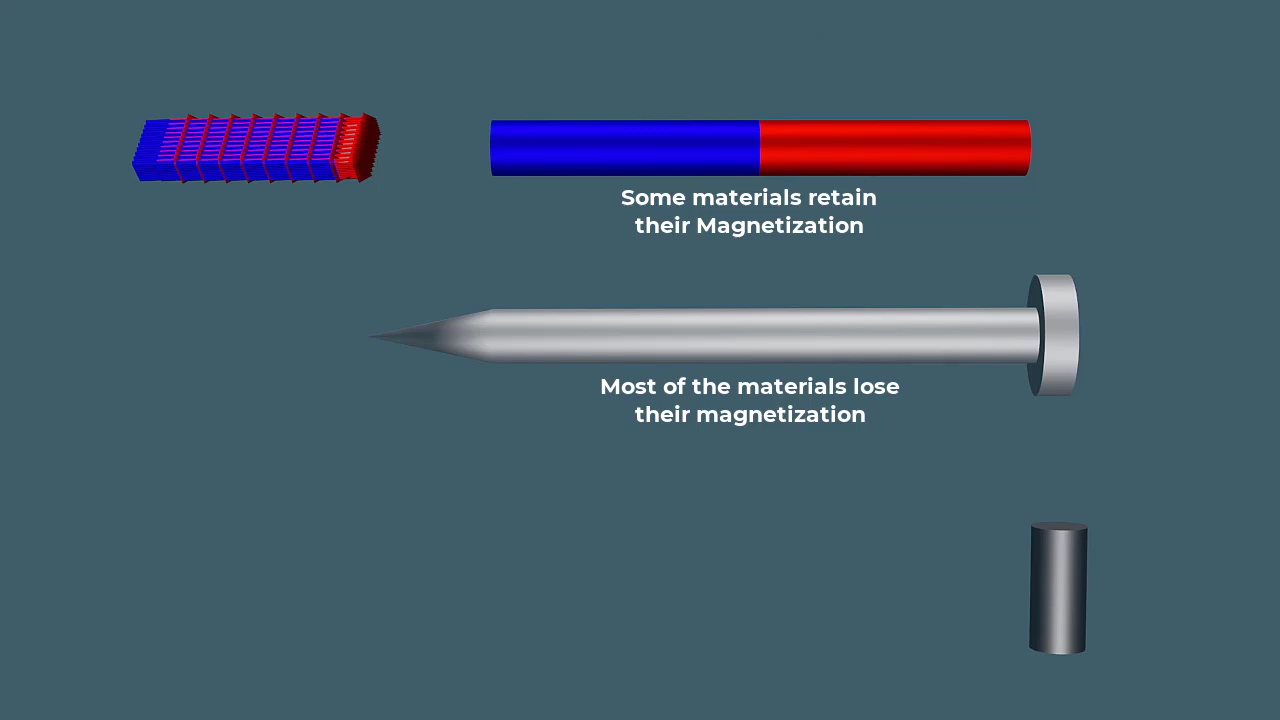 Some materials retain
their Magnetization
Most of the materials lose
their magnetization